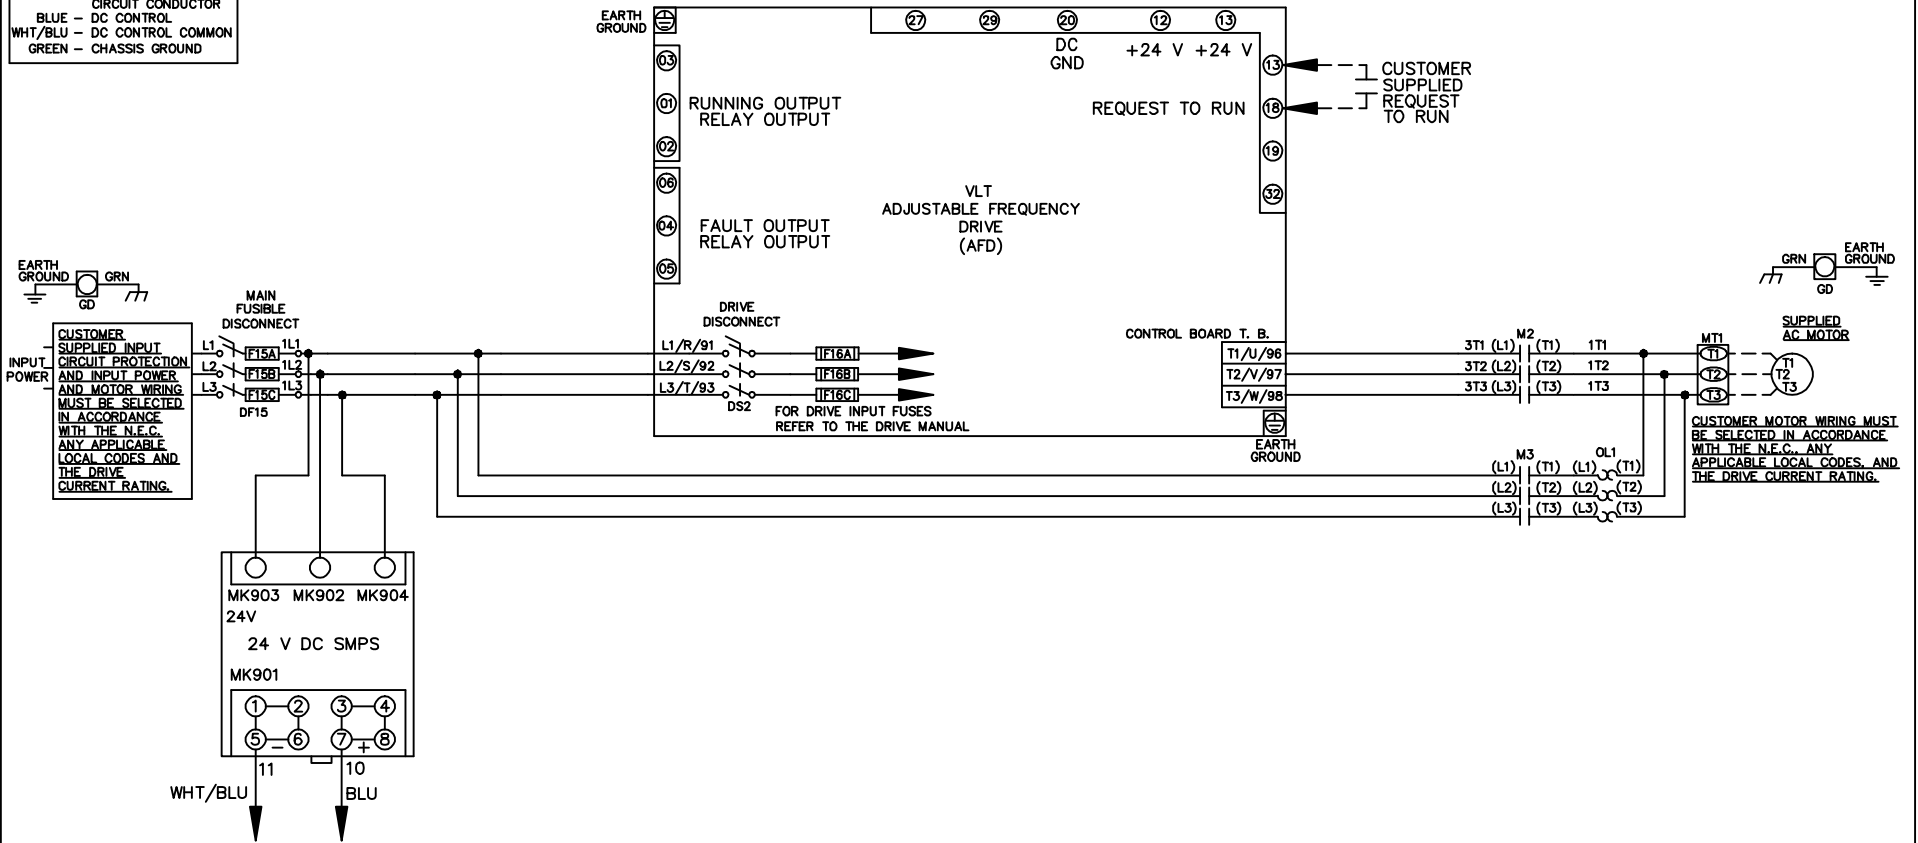 CIRCUIT CONDUCTOR
BLUE – DC CONTROL
WHT/BLU – DC CONTROL COMMON
GREEN – CHASSIS GROUND
EARTH
GROUND
27 29 20 12 13
DC
GND
+24 V +24 V
03
01
02
RUNNING OUTPUT
RELAY OUTPUT
06
04
05
FAULT OUTPUT
RELAY OUTPUT
VLT
ADJUSTABLE FREQUENCY
DRIVE
(AFD)
REQUEST TO RUN
13
18
19
32
CUSTOMER
SUPPLIED
REQUEST
TO RUN
EARTH
GROUND
GRN
GD
MAIN
FUSIBLE
DISCONNECT
INPUT
POWER
CUSTOMER
SUPPLIED INPUT
CIRCUIT PROTECTION
AND INPUT POWER
AND MOTOR WIRING
MUST BE SELECTED
IN ACCORDANCE
WITH THE N.E.C.
ANY APPLICABLE
LOCAL CODES AND
THE DRIVE
CURRENT RATING.
L1 F15A 1L1
L2 F15B 1L2
L3 F15C 1L3
DF15
DRIVE
DISCONNECT
L1/R/91 F16A
L2/S/92 F16B
L3/T/93 F16C
DS2
FOR DRIVE INPUT FUSES
REFER TO THE DRIVE MANUAL
CONTROL BOARD T. B.
T1/U/96
T2/V/97
T3/W/98
EARTH
GROUND
M2
3T1 (L1) (T1) 1T1
3T2 (L2) (T2) 1T2
3T3 (L3) (T3) 1T3
M3 OL1
(L1) (T1) (L1) (T1)
(L2) (T2) (L2) (T2)
(L3) (T3) (L3) (T3)
MT1
T1
T2
T3
GRN
GD
EARTH
GROUND
SUPPLIED
AC MOTOR
T1
T2
T3
CUSTOMER MOTOR WIRING MUST
BE SELECTED IN ACCORDANCE
WITH THE N.E.C., ANY
APPLICABLE LOCAL CODES, AND
THE DRIVE CURRENT RATING.
MK903 MK902 MK904
24V
24 V DC SMPS
MK901
1 2 3 4
5 – 6 7 + 8
11 10
WHT/BLU BLU